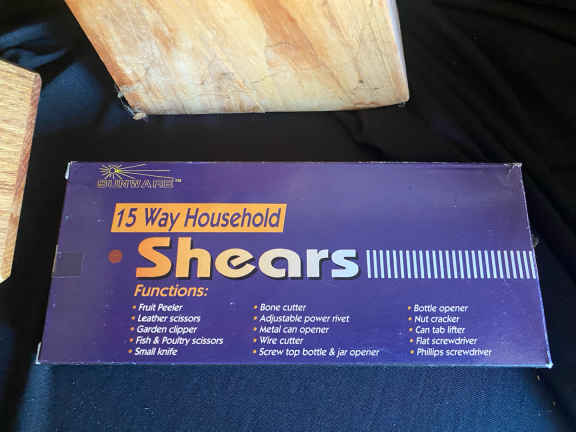 SUNWARE™
15 Way Household
Shears
Functions:
• Fruit Peeler
• Leather scissors
• Garden clipper
• Fish & Poultry scissors
• Small knife
• Bone cutter
• Adjustable power rivet
• Metal can opener
• Wire cutter
• Screw top bottle & jar opener
• Bottle opener
• Nut cracker
• Can tab lifter
• Flat screwdriver
• Phillips screwdriver